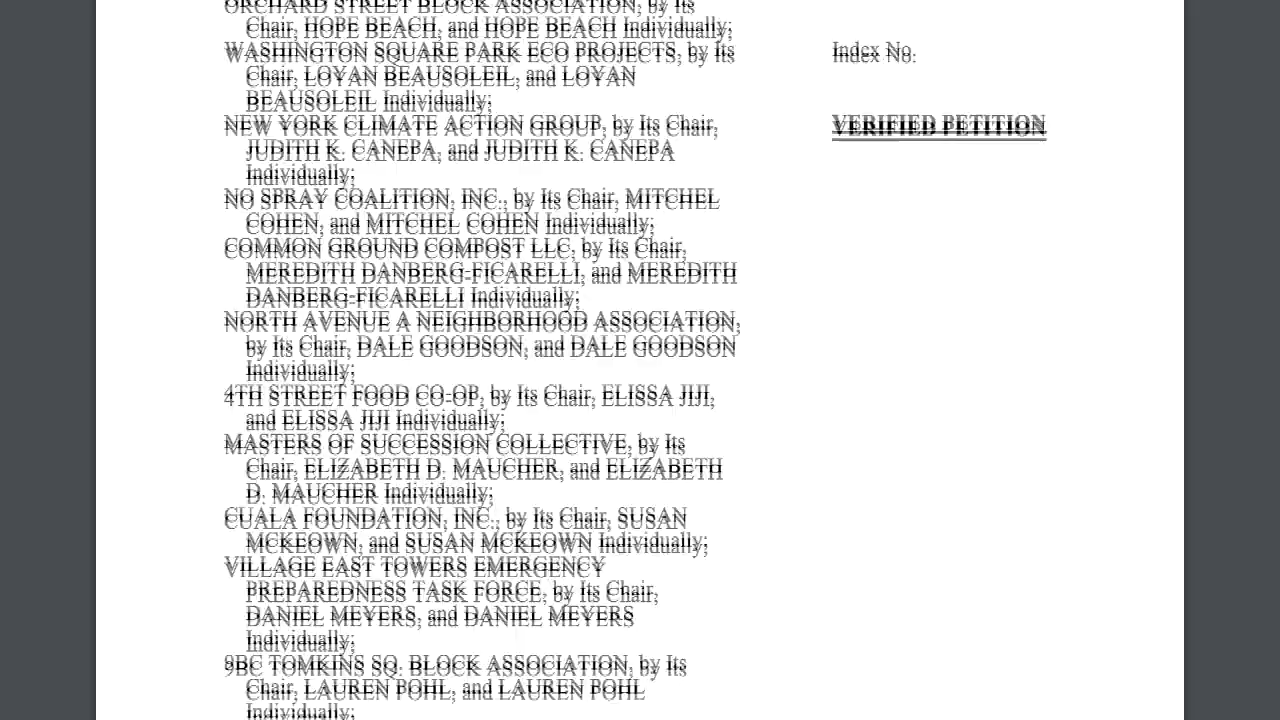 ORCHARD STREET BLOCK ASSOCIATION, by Its
Chair, HOPE BEACH, and HOPE BEACH Individually;
WASHINGTON SQUARE PARK ECO PROJECTS, by Its
Chair, LOYAN BEAUSOLEIL, and LOYAN
BEAUSOLEIL Individually;
NEW YORK CLIMATE ACTION GROUP, by Its Chair,
JUDITH K. CANEPA, and JUDITH K. CANEPA
Individually;
NO SPRAY COALITION, INC., by Its Chair, MITCHEL
COHEN, and MITCHEL COHEN Individually;
COMMON GROUND COMPOST LLC, by Its Chair,
MEREDITH DANBERG-FICARELLI, and MEREDITH
DANBERG-FICARELLI Individually;
NORTH AVENUE A NEIGHBORHOOD ASSOCIATION,
by Its Chair, DALE GOODSON, and DALE GOODSON
Individually;
4TH STREET FOOD CO-OP, by Its Chair, ELISSA JIJI,
and ELISSA JIJI Individually;
MASTERS OF SUCCESSION COLLECTIVE, by Its
Chair, ELIZABETH D. MAUCHER, and ELIZABETH
D. MAUCHER Individually;
CUALA FOUNDATION, INC., by Its Chair, SUSAN
MCKEOWN, and SUSAN MCKEOWN Individually;
VILLAGE EAST TOWERS EMERGENCY
PREPAREDNESS TASK FORCE, by Its Chair,
DANIEL MEYERS, and DANIEL MEYERS
Individually;
9BC TOMKINS SQ. BLOCK ASSOCIATION, by Its
Chair, LAUREN POHL, and LAUREN POHL
Individually;
Index No.
VERIFIED PETITION